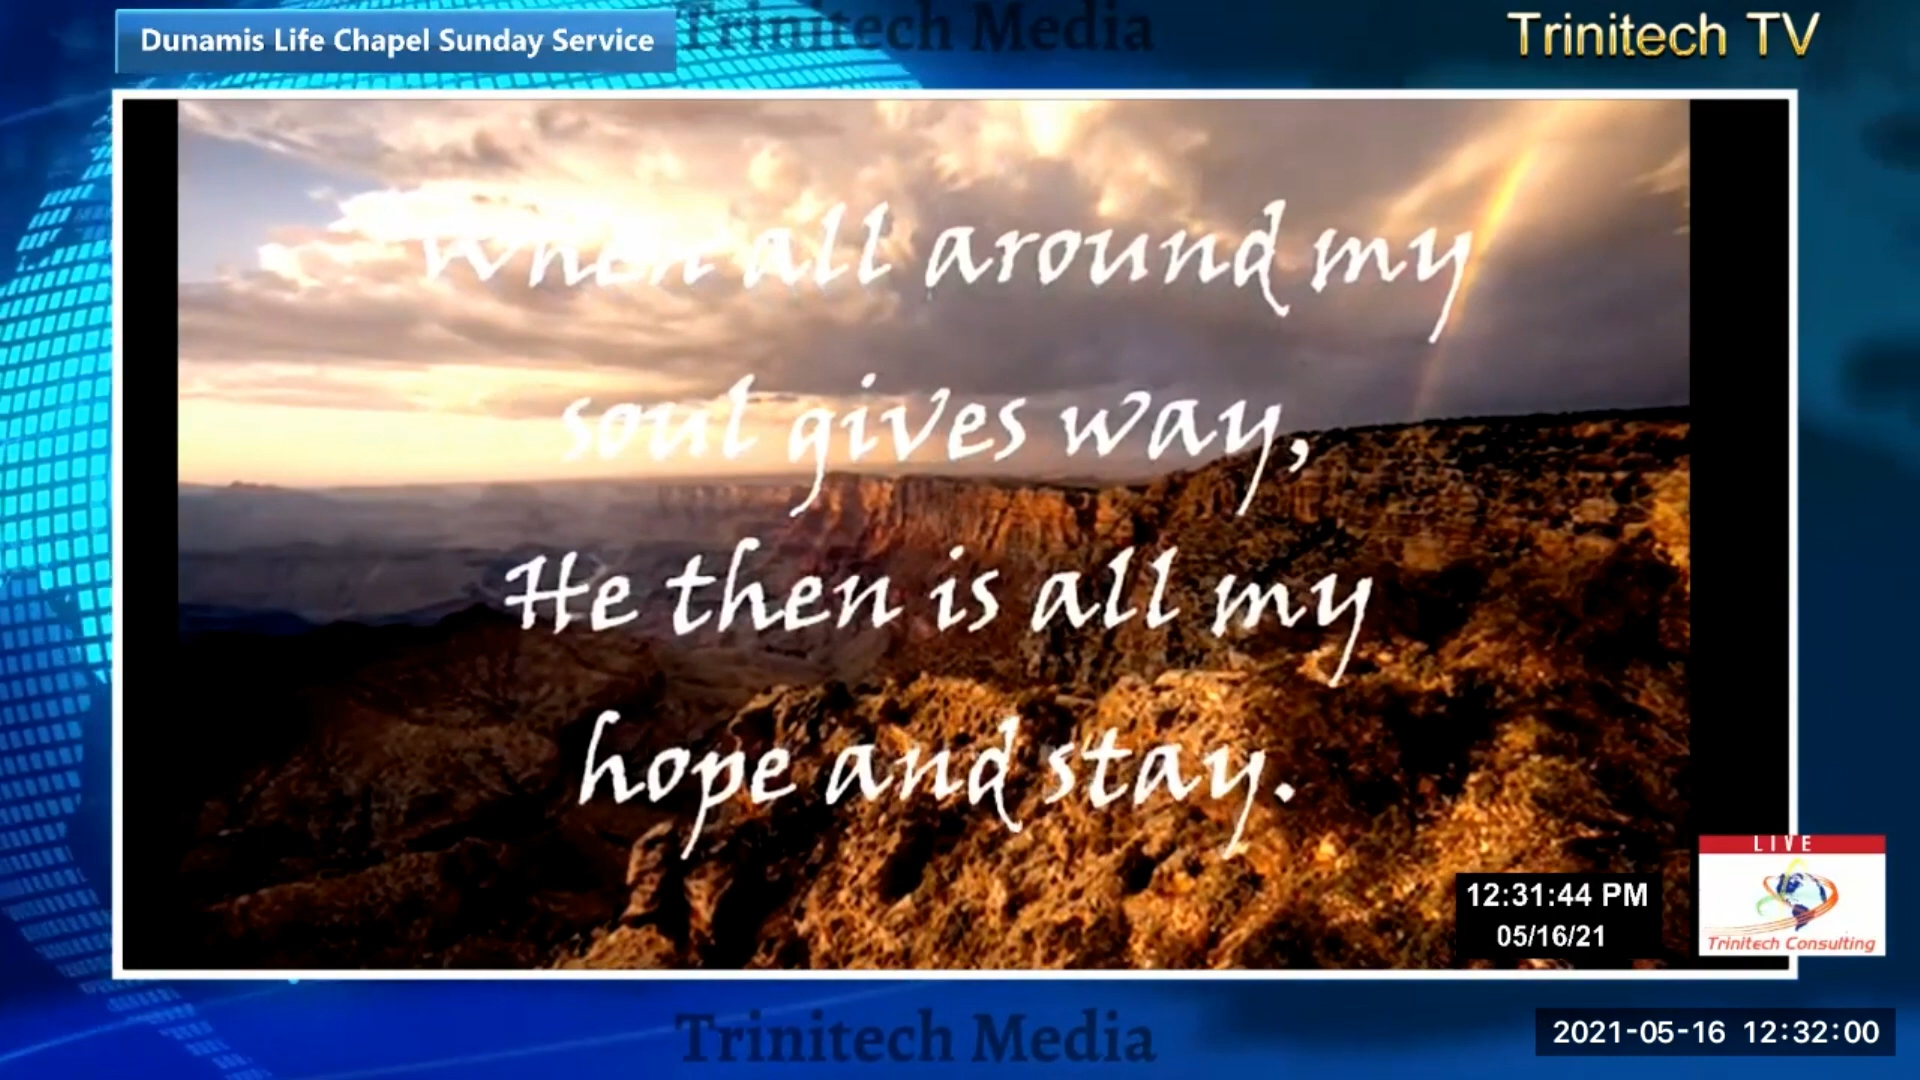 Trinitech Media
Dunamis Life Chapel Sunday Service
Trinitech TV
When all around my
soul gives way,
He then is all my
hope and stay.
LIVE
12:31:44 PM
05/16/21
Trinitech Consulting
Trinitech Media
2021-05-16 12:32:00